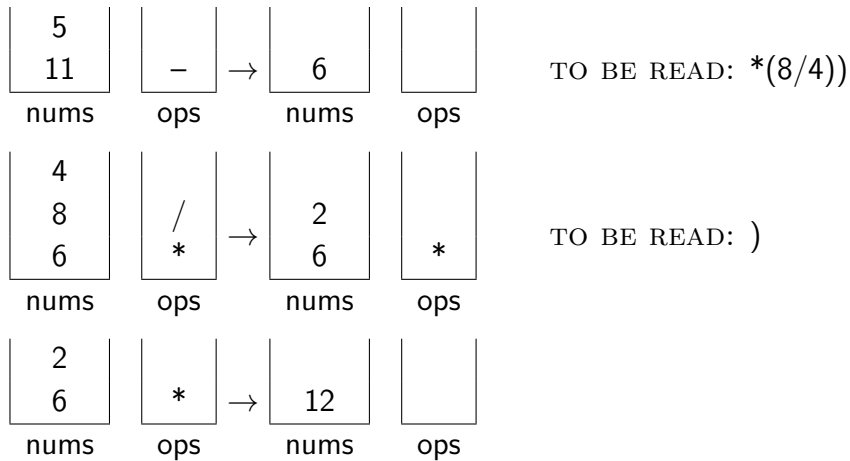 5
11 – → 6 TO BE READ: *(8/4))
nums ops nums ops
4
8 / 2
6 * → 6 * TO BE READ: )
nums ops nums ops
2
6 * → 12
nums ops nums ops